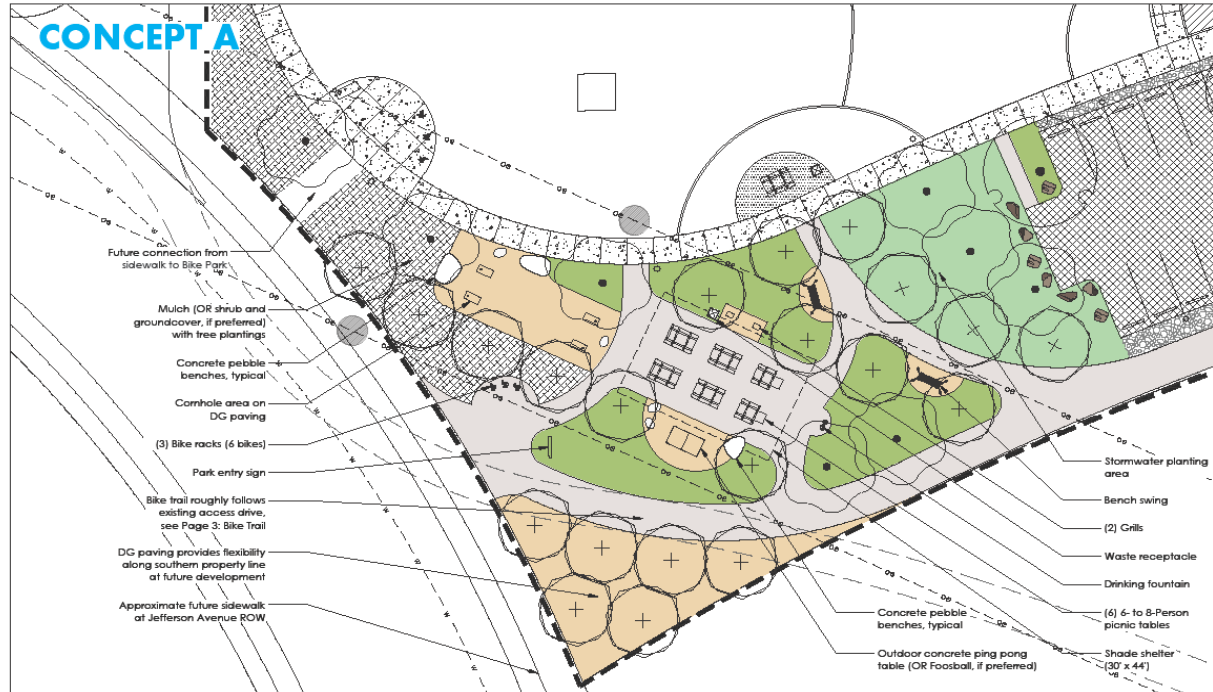 CONCEPT A
Future connection from
sidewalk to Bike Park
Mulch (OR shrub and
groundcover, if preferred)
with tree plantings
Concrete pebble
benches, typical
Cornhole area on
DG paving
(3) Bike racks (6 bikes)
Park entry sign
Bike trail roughly follows
existing access drive,
see Page 3: Bike Trail
DG paving provides flexibility
along southern property line
at future development
Approximate future sidewalk
at Jefferson Avenue ROW
Concrete pebble
benches, typical
Outdoor concrete ping pong
table (OR Foosball, if preferred)
Stormwater planting
area
Bench swing
(2) Grills
Waste receptacle
Drinking fountain
(6) 6- to 8-Person
picnic tables
Shade shelter
(30' x 44')